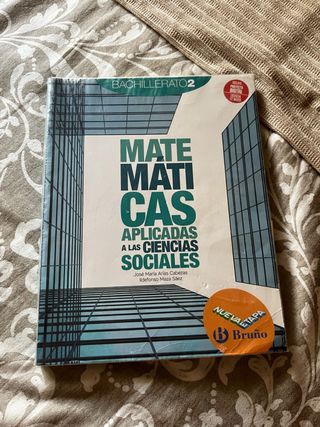 BACHILLERATO 2
MATE
MÁTI
CAS
APLICADAS
A LAS CIENCIAS
SOCIALES
José María Arias Cabezas
Ildefonso Maza Sáez
NUEVA ETAPA
Bruño